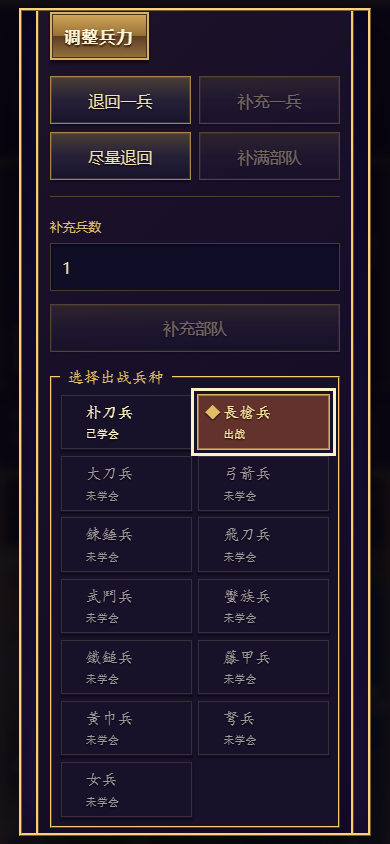 调整兵力
退回一兵
补充一兵
尽量退回
补满部队
补充兵数
1
补充部队
选择出战兵种
朴刀兵
已学会
長槍兵
出战
大刀兵
未学会
弓箭兵
未学会
鍊錘兵
未学会
飛刀兵
未学会
武鬥兵
未学会
蠻族兵
未学会
鐵鎚兵
未学会
藤甲兵
未学会
黃巾兵
未学会
弩兵
未学会
女兵
未学会